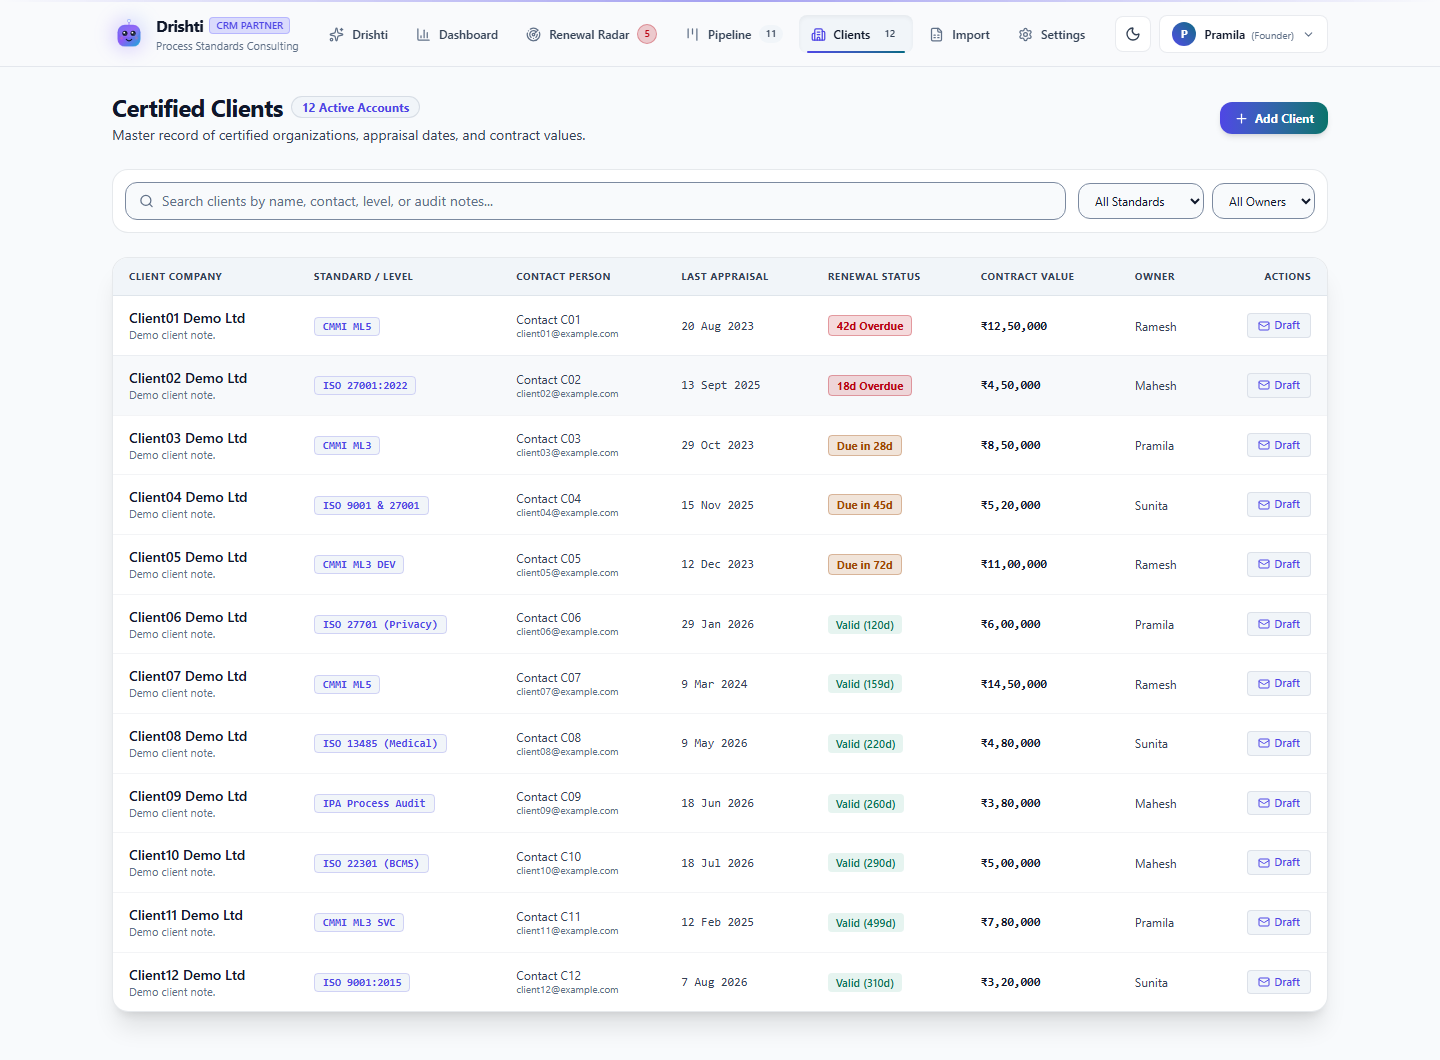 Drishti CRM PARTNER
Process Standards Consulting
Drishti
Dashboard
Renewal Radar 5
Pipeline 11
Clients 12
Import
Settings
P Pramila (Founder)
Certified Clients 12 Active Accounts
Master record of certified organizations, appraisal dates, and contract values.
+ Add Client
Search clients by name, contact, level, or audit notes...
All Standards
All Owners
CLIENT COMPANY STANDARD / LEVEL CONTACT PERSON LAST APPRAISAL RENEWAL STATUS CONTRACT VALUE OWNER ACTIONS
Client01 Demo Ltd
Demo client note.
CMMI ML5
Contact C01
client01@example.com
20 Aug 2023
42d Overdue
₹12,50,000
Ramesh
Draft
Client02 Demo Ltd
Demo client note.
ISO 27001:2022
Contact C02
client02@example.com
13 Sept 2025
18d Overdue
₹4,50,000
Mahesh
Draft
Client03 Demo Ltd
Demo client note.
CMMI ML3
Contact C03
client03@example.com
29 Oct 2023
Due in 28d
₹8,50,000
Pramila
Draft
Client04 Demo Ltd
Demo client note.
ISO 9001 & 27001
Contact C04
client04@example.com
15 Nov 2025
Due in 45d
₹5,20,000
Sunita
Draft
Client05 Demo Ltd
Demo client note.
CMMI ML3 DEV
Contact C05
client05@example.com
12 Dec 2023
Due in 72d
₹11,00,000
Ramesh
Draft
Client06 Demo Ltd
Demo client note.
ISO 27701 (Privacy)
Contact C06
client06@example.com
29 Jan 2026
Valid (120d)
₹6,00,000
Pramila
Draft
Client07 Demo Ltd
Demo client note.
CMMI ML5
Contact C07
client07@example.com
9 Mar 2024
Valid (159d)
₹14,50,000
Ramesh
Draft
Client08 Demo Ltd
Demo client note.
ISO 13485 (Medical)
Contact C08
client08@example.com
9 May 2026
Valid (220d)
₹4,80,000
Sunita
Draft
Client09 Demo Ltd
Demo client note.
IPA Process Audit
Contact C09
client09@example.com
18 Jun 2026
Valid (260d)
₹3,80,000
Mahesh
Draft
Client10 Demo Ltd
Demo client note.
ISO 22301 (BCMS)
Contact C10
client10@example.com
18 Jul 2026
Valid (290d)
₹5,00,000
Mahesh
Draft
Client11 Demo Ltd
Demo client note.
CMMI ML3 SVC
Contact C11
client11@example.com
12 Feb 2025
Valid (499d)
₹7,80,000
Pramila
Draft
Client12 Demo Ltd
Demo client note.
ISO 9001:2015
Contact C12
client12@example.com
7 Aug 2026
Valid (310d)
₹3,20,000
Sunita
Draft